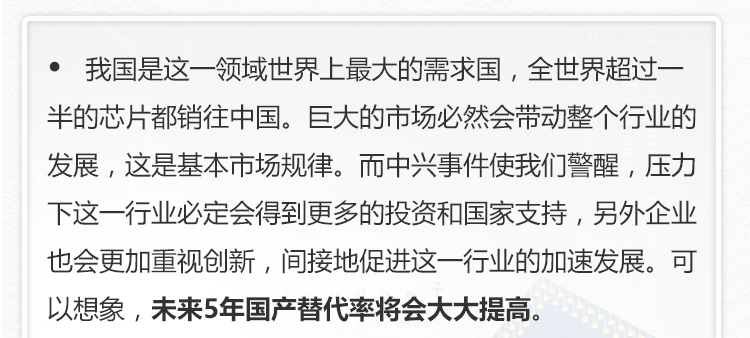 • 我国是这一领域世界上最大的需求国，全世界超过一
半的芯片都销往中国。巨大的市场必然会带动整个行业的
发展，这是基本市场规律。而中兴事件使我们警醒，压力
下这一行业必定会得到更多的投资和国家支持，另外企业
也会更加重视创新，间接地促进这一行业的加速发展。可
以想象，未来5年国产替代率将会大大提高。